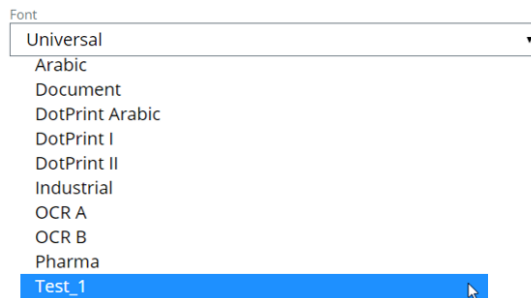 Font
Universal
Arabic
Document
DotPrint Arabic
DotPrint I
DotPrint II
Industrial
OCR A
OCR B
Pharma
Test_1